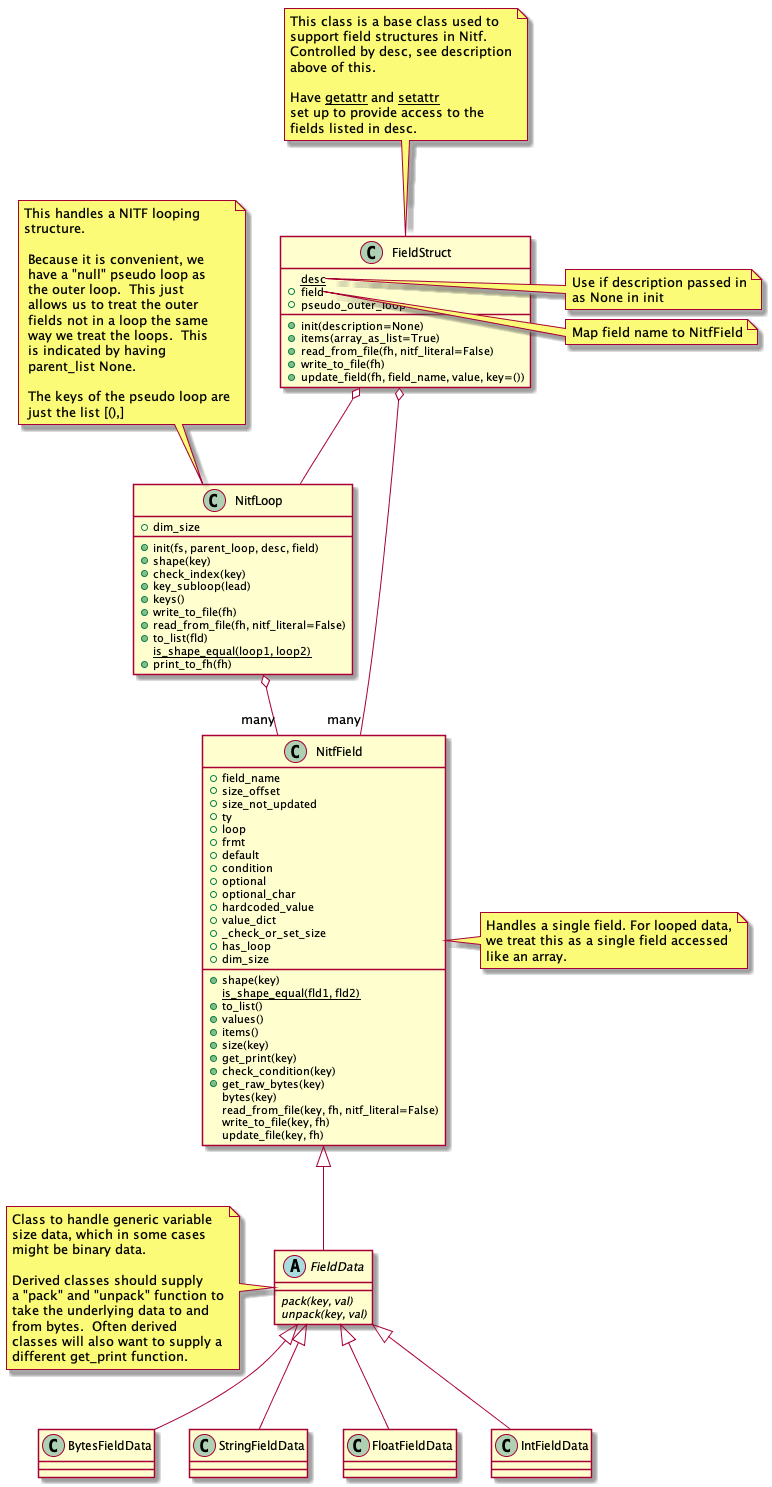 This class is a base class used to
support field structures in Nitf.
Controlled by desc, see description
above of this.
Have getattr and setattr
set up to provide access to the
fields listed in desc.
This handles a NITF looping
structure.
Because it is convenient, we
have a "null" pseudo loop as
the outer loop.  This just
allows us to treat the outer
fields not in a loop the same
way we treat the loops.  This
is indicated by having
parent_list None.
The keys of the pseudo loop are
just the list [(),]
C FieldStruct
desc
field
pseudo_outer_loop
init(description=None)
items(array_as_list=True)
read_from_file(fh, nitf_literal=False)
write_to_file(fh)
update_field(fh, field_name, value, key=())
Use if description passed in
as None in init
Map field name to NitfField
C NitfLoop
dim_size
init(fs, parent_loop, desc, field)
shape(key)
check_index(key)
key_subloop(lead)
keys()
write_to_file(fh)
read_from_file(fh, nitf_literal=False)
to_list(fld)
is_shape_equal(loop1, loop2)
print_to_fh(fh)
many
many
C NitfField
field_name
size_offset
size_not_updated
ty
loop
frmt
default
condition
optional
optional_char
hardcoded_value
value_dict
_check_or_set_size
has_loop
dim_size
shape(key)
is_shape_equal(fld1, fld2)
to_list()
values()
items()
size(key)
get_print(key)
check_condition(key)
get_raw_bytes(key)
bytes(key)
read_from_file(key, fh, nitf_literal=False)
write_to_file(key, fh)
update_file(key, fh)
Handles a single field. For looped data,
we treat this as a single field accessed
like an array.
Class to handle generic variable
size data, which in some cases
might be binary data.
Derived classes should supply
a "pack" and "unpack" function to
take the underlying data to and
from bytes.  Often derived
classes will also want to supply a
different get_print function.
A FieldData
pack(key, val)
unpack(key, val)
C BytesFieldData
C StringFieldData
C FloatFieldData
C IntFieldData